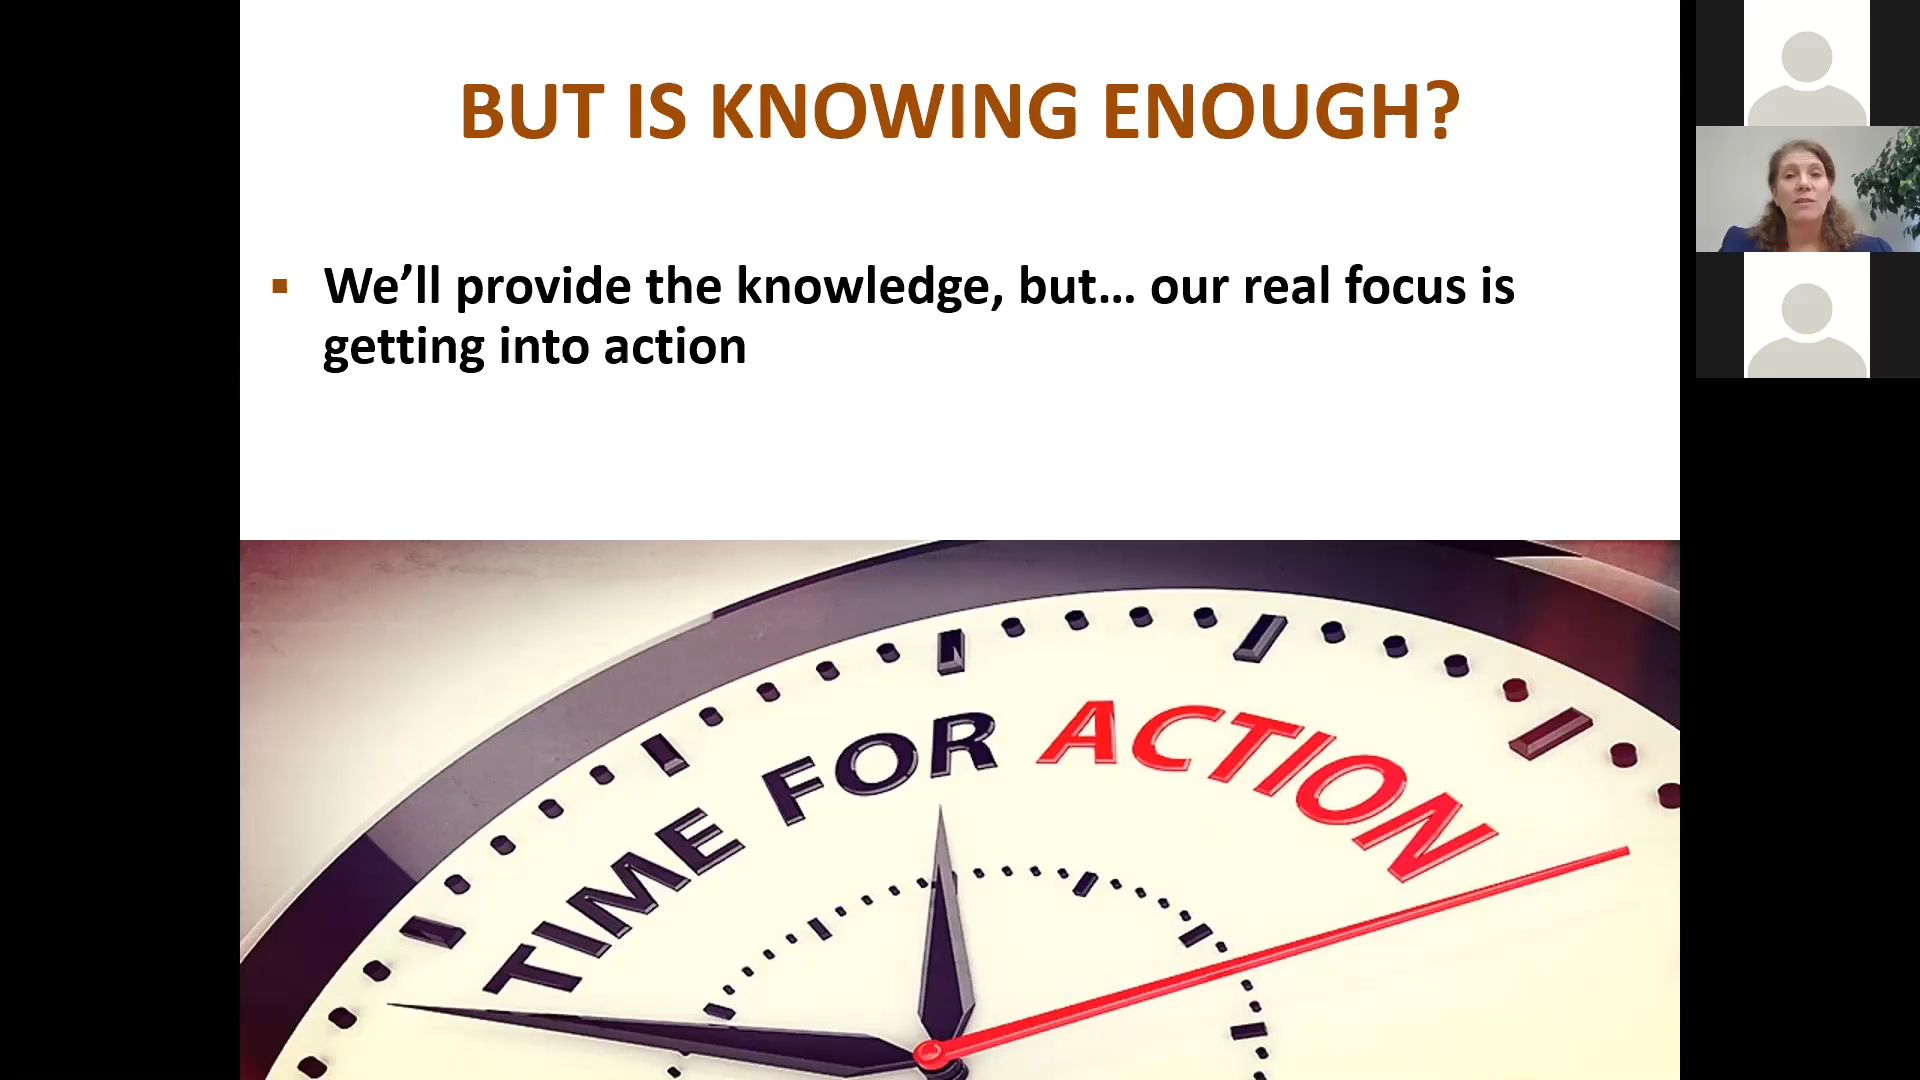 BUT IS KNOWING ENOUGH?
We’ll provide the knowledge, but… our real focus is
getting into action
TIME FOR ACTION